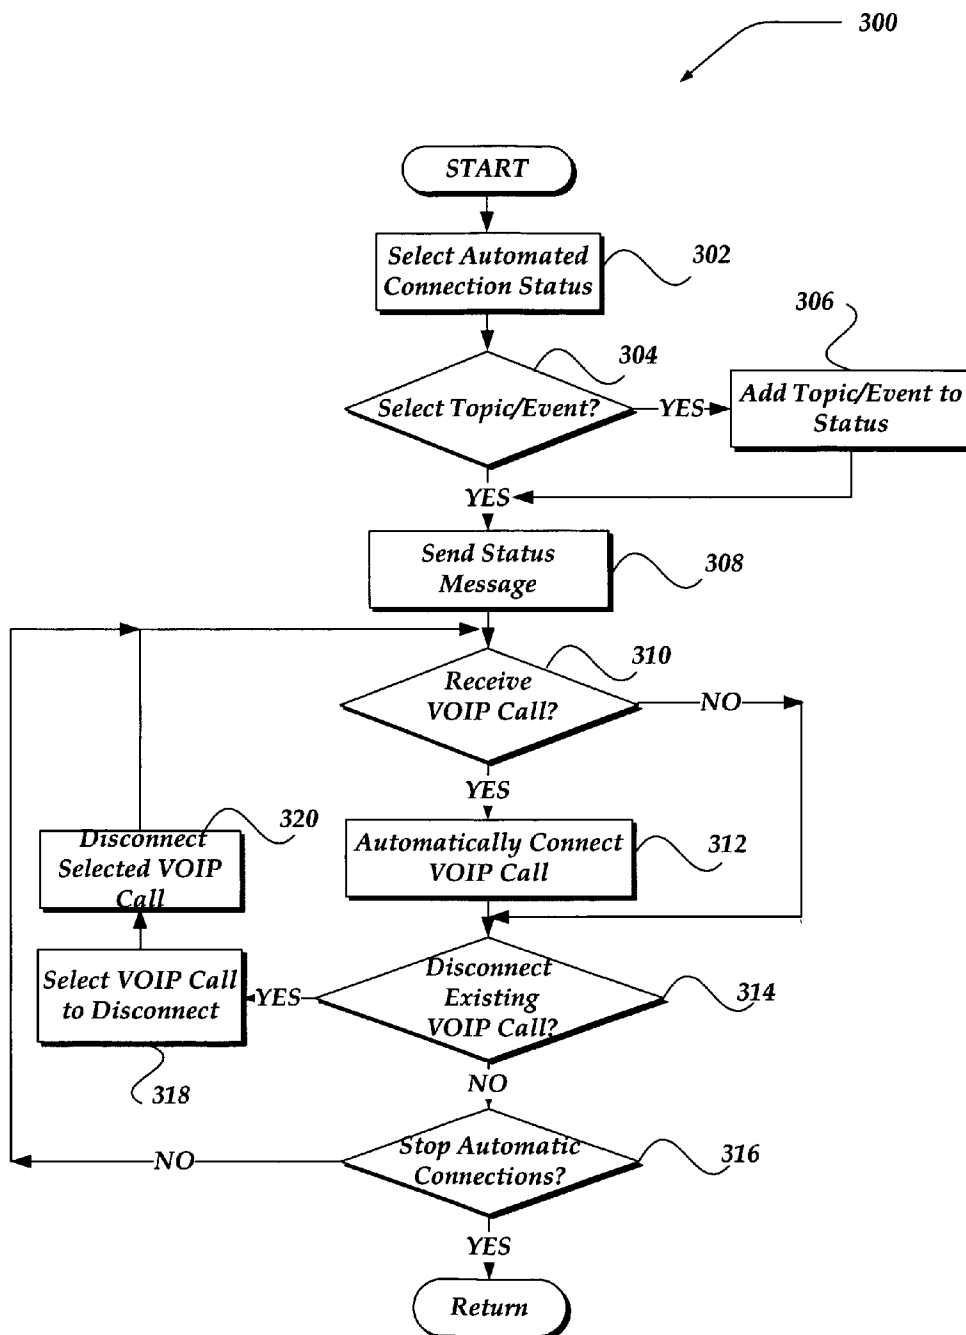 300
START
Select Automated
Connection Status
302
304
306
Select Topic/Event?
YES
Add Topic/Event to
Status
YES
Send Status
Message
308
310
Receive
VOIP Call?
NO
YES
320
Disconnect
Selected VOIP
Call
Automatically Connect
VOIP Call
312
Select VOIP Call
to Disconnect
YES
Disconnect
Existing
VOIP Call?
314
318
NO
Stop Automatic
Connections?
316
NO
YES
Return